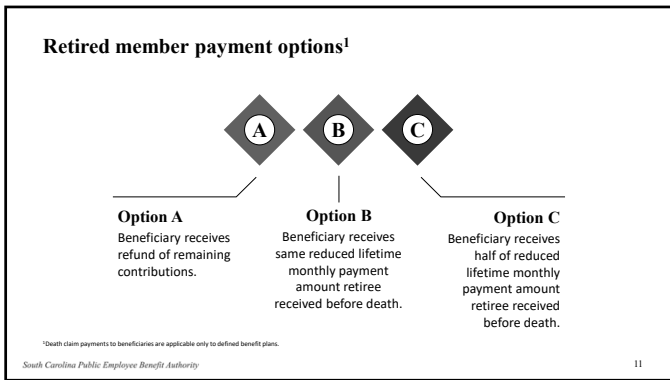 Retired member payment options¹
A
B
C
Option A
Beneficiary receives
refund of remaining
contributions.
Option B
Beneficiary receives
same reduced lifetime
monthly payment
amount retiree
received before death.
Option C
Beneficiary receives
half of reduced
lifetime monthly
payment amount
retiree received
before death.
¹Death claim payments to beneficiaries are applicable only to defined benefit plans.
South Carolina Public Employee Benefit Authority
11